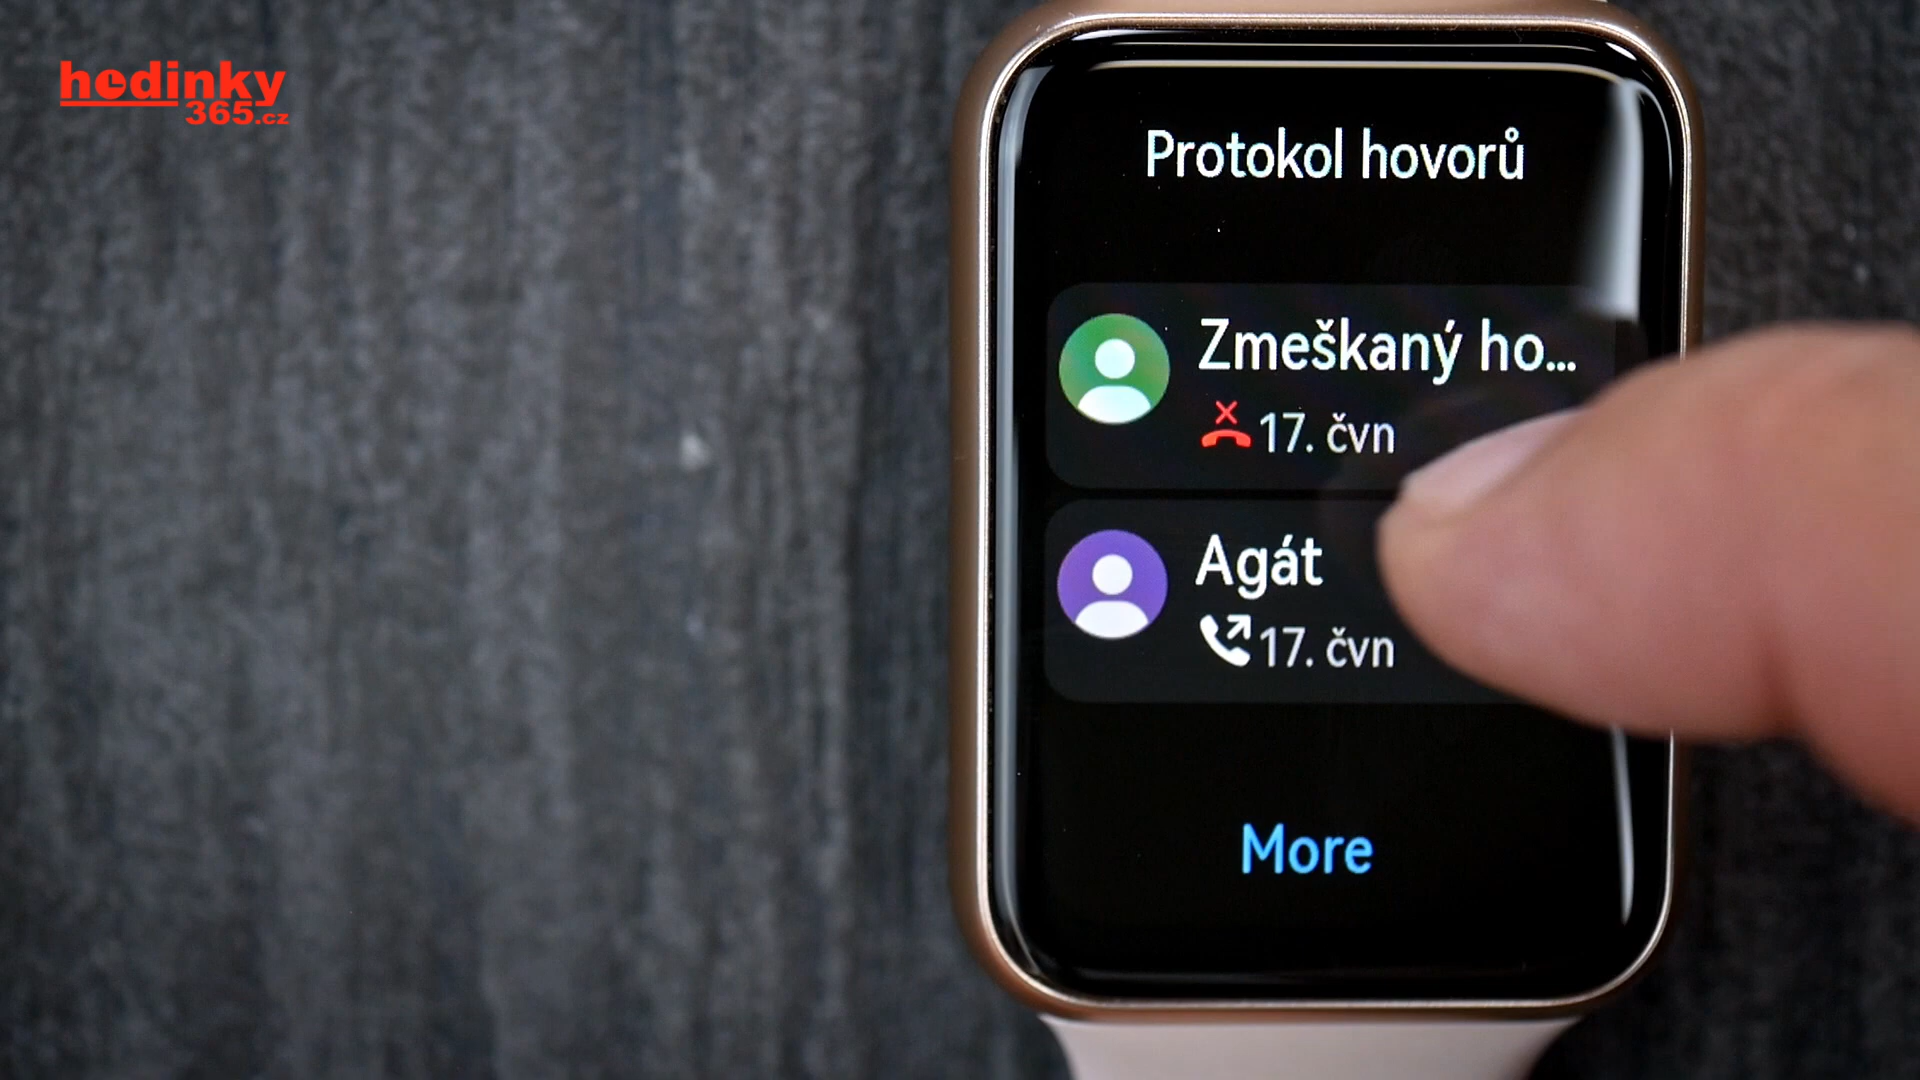 hodinky
365.cz
Protokol hovorů
Zmeškaný ho...
17. čvn
Agát
17. čvn
More